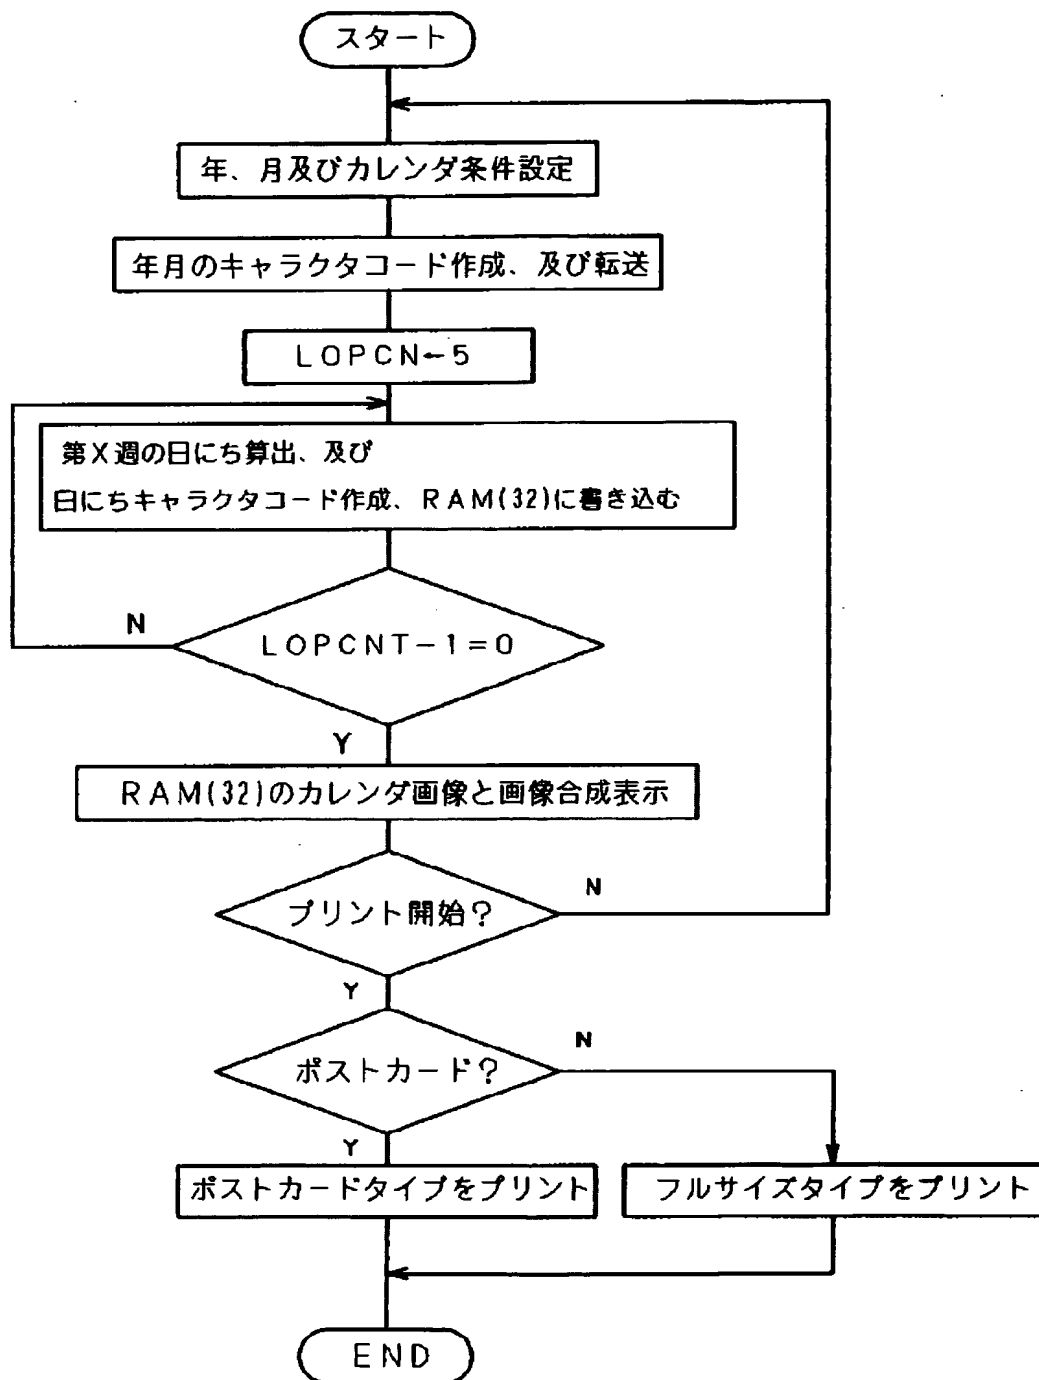 スタート
年、月及びカレンダ条件設定
年月のキャラクタコード作成、及び転送
LOPCN←5
第X週の日にち算出、及び
日にちキャラクタコード作成、RAM(32)に書き込む
N
LOPCNT-1=0
Y
RAM(32)のカレンダ画像と画像合成表示
N
プリント開始?
Y
N
ポストカード?
Y
ポストカードタイプをプリント
フルサイズタイプをプリント
END